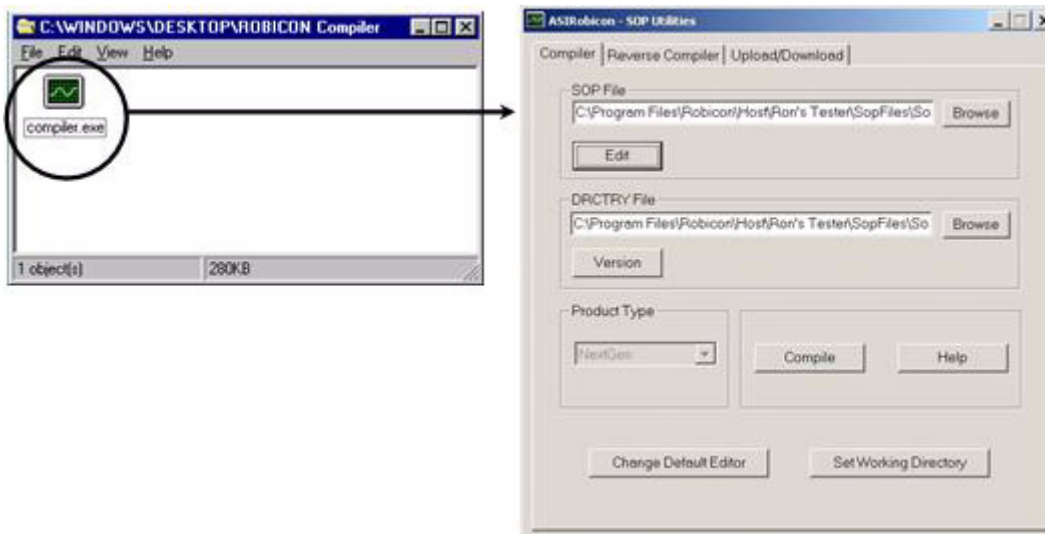 C:\WINDOWS\DESKTOP\ROBICON Compiler
File Edit View Help
compiler.exe
1 object(s) 280KB
ASIRobicon - SOP Utilities
Compiler Reverse Compiler Upload/Download
SOP File
C:\Program Files\Robicon\Host\Ron's Tester\SopFiles\So Browse
Edit
DRCTRY File
C:\Program Files\Robicon\Host\Ron's Tester\SopFiles\So Browse
Version
Product Type
NextGen
Compile Help
Change Default Editor Set Working Directory